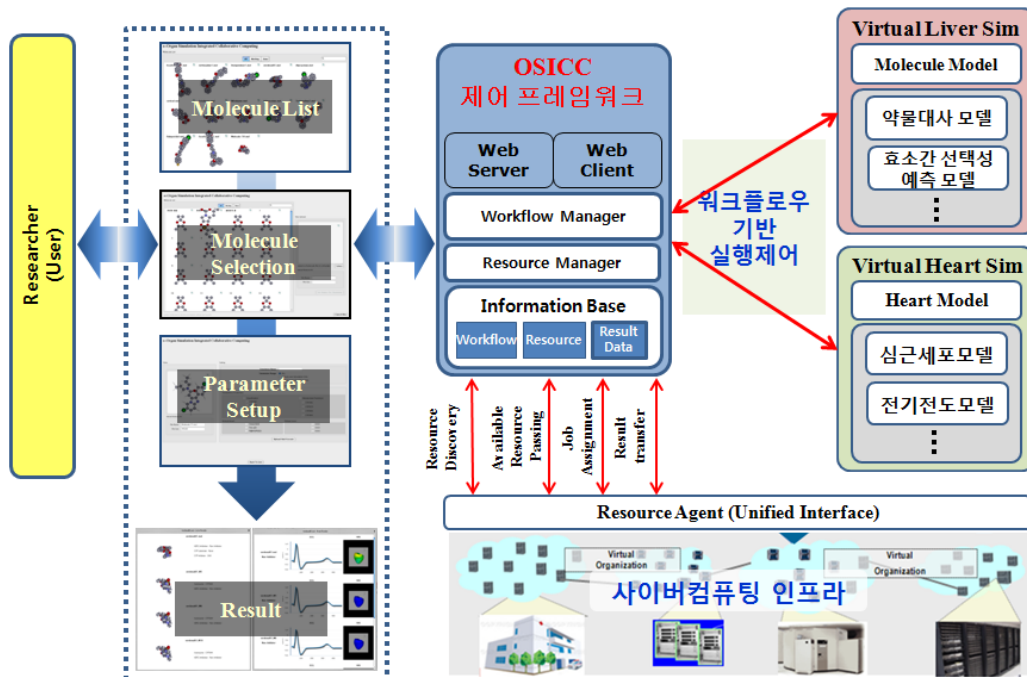 Researcher
(User)
Molecule List
Molecule
Selection
Parameter
Setup
Result
OSICC
제어 프레임워크
Web
Server
Web
Client
Workflow Manager
Resource Manager
Information Base
Workflow
Resource
Result
Data
워크플로우
기반
실행제어
Virtual Liver Sim
Molecule Model
약물대사 모델
효소간 선택성
예측 모델
Virtual Heart Sim
Heart Model
심근세포모델
전기전도모델
Resource
Discovery
Available
Resource
Passing
Job
Assignment
Result
transfer
Resource Agent (Unified Interface)
Virtual
Organization
Virtual
Organization
사이버컴퓨팅 인프라